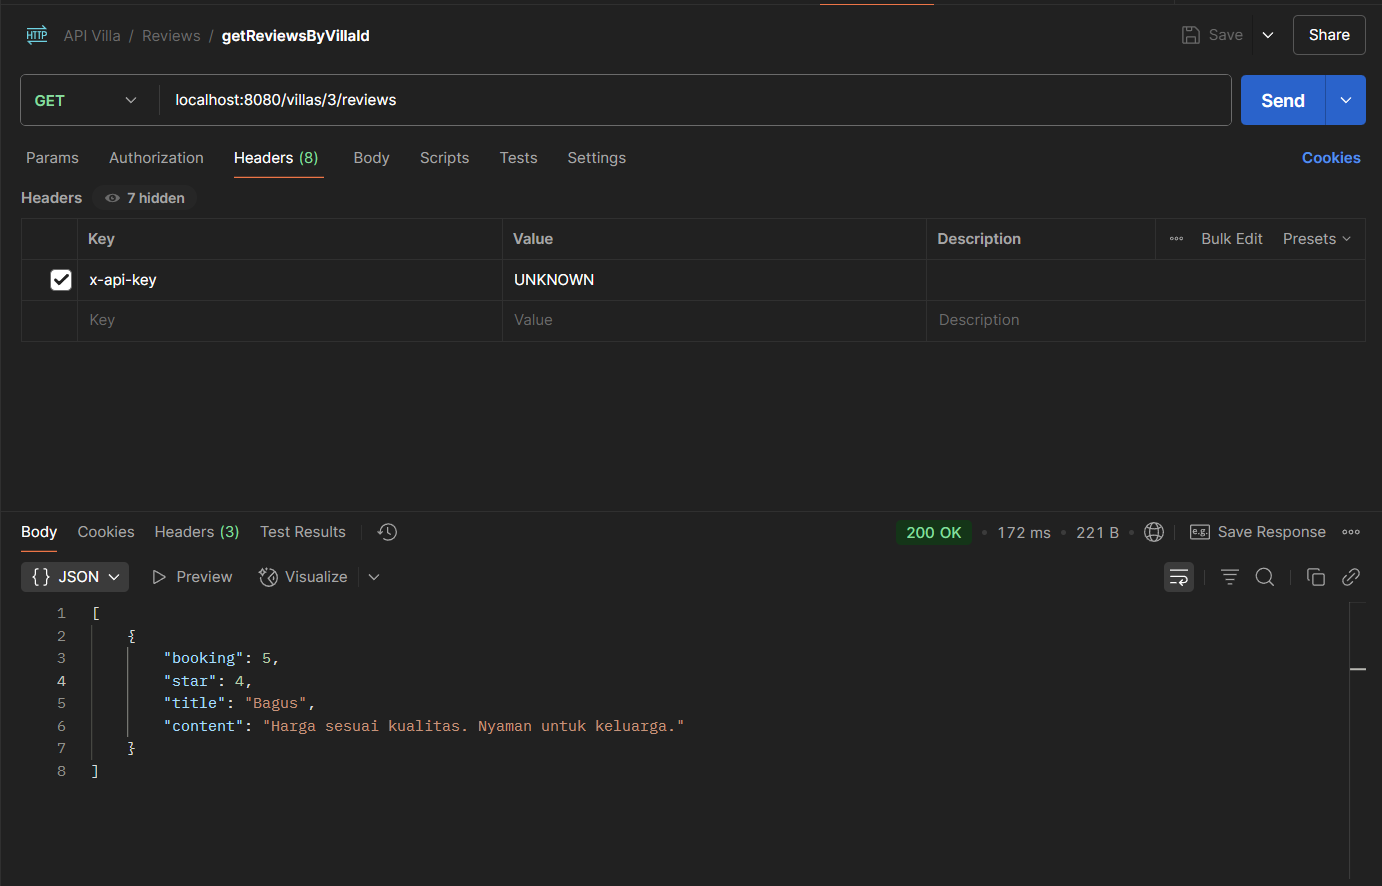 HTTP API Villa / Reviews / getReviewsByVillaId Save Share
GET localhost:8080/villas/3/reviews Send
Params Authorization Headers (8) Body Scripts Tests Settings Cookies
Headers 7 hidden
Key Value Description Bulk Edit Presets
x-api-key UNKNOWN
Key Value Description
Body Cookies Headers (3) Test Results 200 OK • 172 ms • 221 B • e.g. Save Response
{} JSON Preview Visualize
1 [
2 {
3 "booking": 5,
4 "star": 4,
5 "title": "Bagus",
6 "content": "Harga sesuai kualitas. Nyaman untuk keluarga."
7 }
8 ]